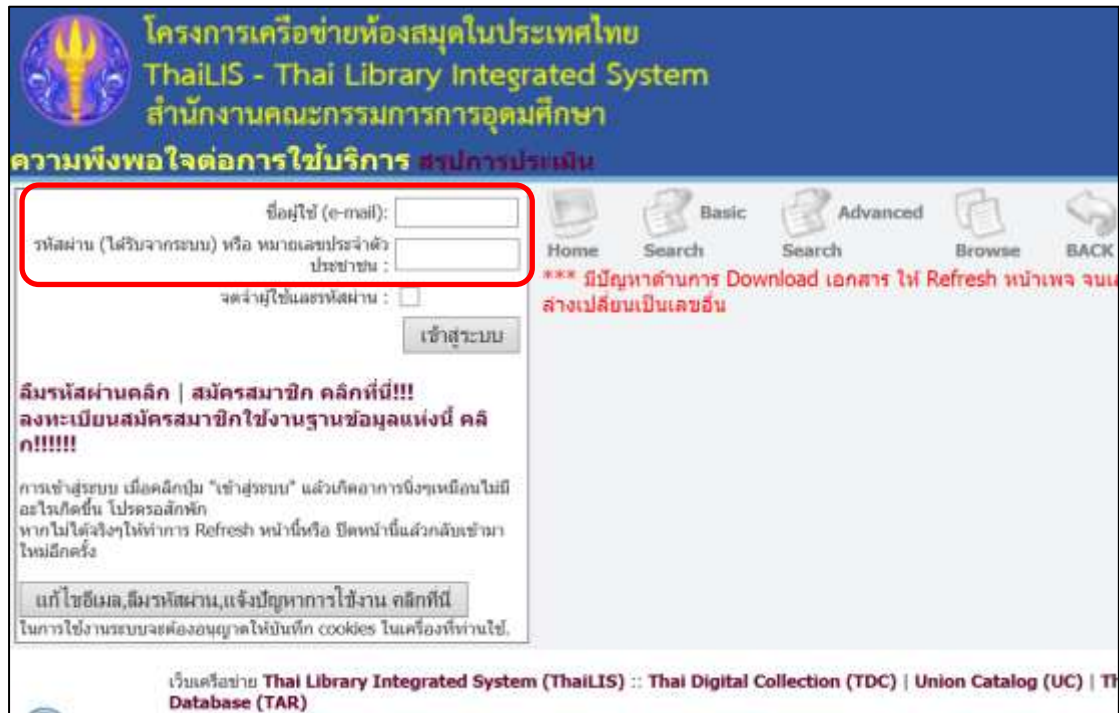 โครงการเครือข่ายห้องสมุดในประเทศไทย
ThaiLIS - Thai Library Integrated System
สำนักงานคณะกรรมการการอุดมศึกษา
ความพึงพอใจต่อการใช้บริการ สรุปการประเมิน
ชื่อผู้ใช้ (e-mail):
รหัสผ่าน (ได้รับจากระบบ) หรือ หมายเลขประจำตัว
ประชาชน :
จดจำผู้ใช้และรหัสผ่าน :
เข้าสู่ระบบ
ลืมรหัสผ่านคลิก | สมัครสมาชิก คลิกที่นี่!!!
ลงทะเบียนสมัครสมาชิกใช้งานฐานข้อมูลแห่งนี้ คลิ
ก!!!!!!
การเข้าสู่ระบบ เมื่อคลิกปุ่ม "เข้าสู่ระบบ" แล้วเกิดอาการนิ่งๆเหมือนไม่มี
อะไรเกิดขึ้น โปรดรอสักพัก
หากไม่ได้จริงๆให้ทำการ Refresh หน้านี้หรือ ปิดหน้านี้แล้วกลับเข้ามา
ใหม่อีกครั้ง
แก้ไขอีเมล,ลืมรหัสผ่าน,แจ้งปัญหาการใช้งาน คลิกที่นี่
ในการใช้งานระบบจะต้องอนุญาตให้บันทึก cookies ในเครื่องที่ท่านใช้.
Home
Basic Search
Advanced Search
Browse
BACK
*** มีปัญหาด้านการ Download เอกสาร ให้ Refresh หน้าเพจ
ล่างเปลี่ยนเป็นเลขอื่น
เว็บเครือข่าย Thai Library Integrated System (ThaiLIS) :: Thai Digital Collection (TDC) | Union Catalog (UC) |
Database (TAR)